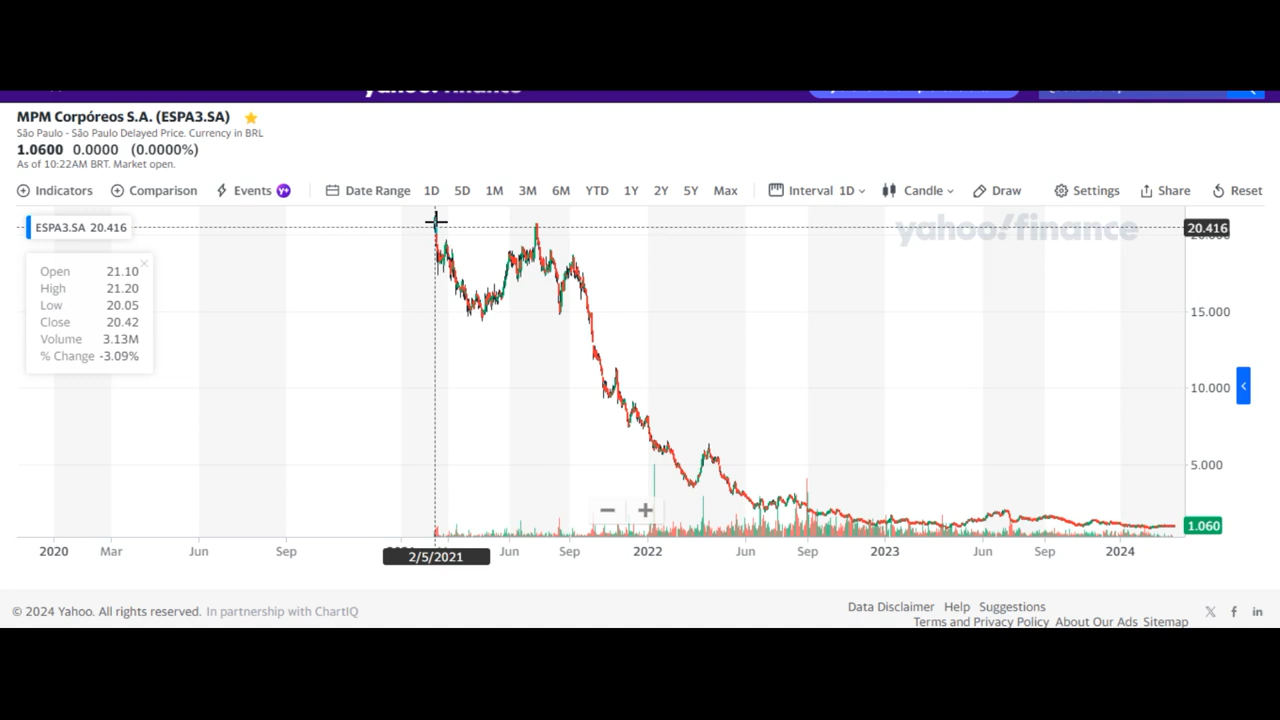 MPM Corpóreos S.A. (ESPA3.SA)
São Paulo - São Paulo Delayed Price. Currency in BRL
1.0600 0.0000 (0.0000%)
As of 10:22AM BRT. Market open.
Indicators Comparison Events Y+ Date Range 1D 5D 1M 3M 6M YTD 1Y 2Y 5Y Max Interval 1D Candle Draw Settings Share Reset
ESPA3.SA 20.416
yahoo!finance
20.416
Open 21.10
High 21.20
Low 20.05
Close 20.42
Volume 3.13M
% Change -3.09%
15.000
10.000
5.000
1.060
2020 Mar Jun Sep Jun Sep 2022 Jun Sep 2023 Jun Sep 2024
2/5/2021
© 2024 Yahoo. All rights reserved. In partnership with ChartIQ
Data Disclaimer Help Suggestions
Terms and Privacy Policy About Our Ads Sitemap